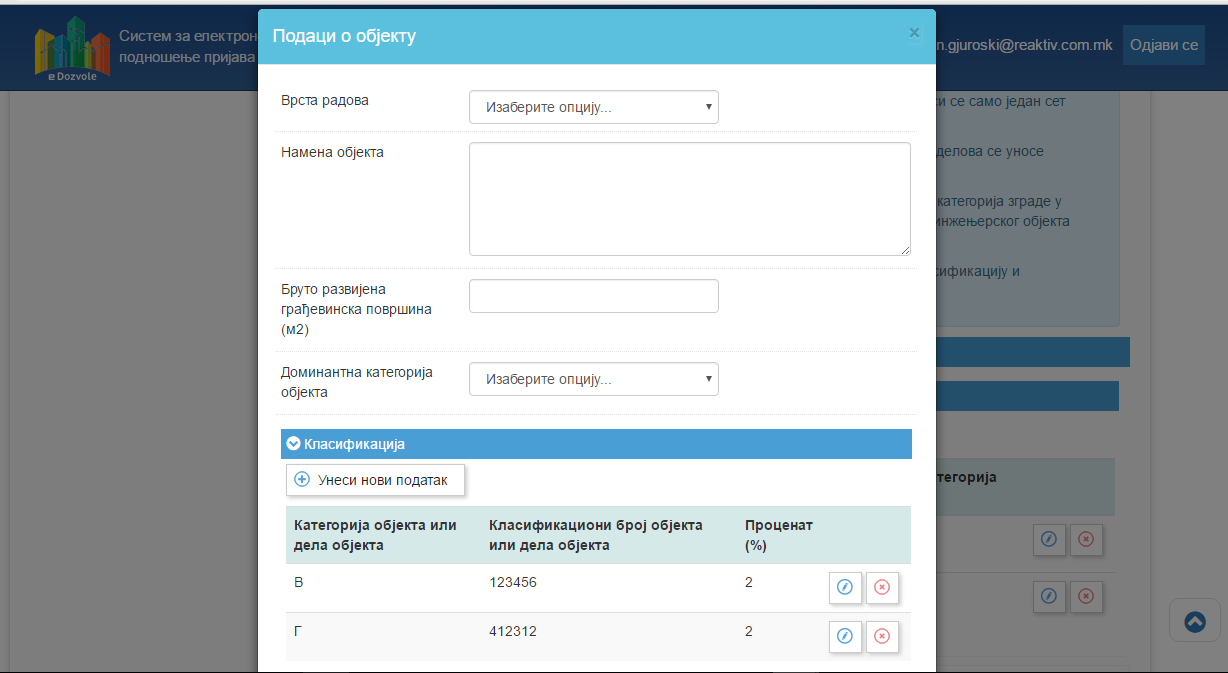 Систем за електрон
подношење пријава
e Dozvole
Подаци о објекту
×
n.gjuroski@reaktiv.com.mk
Одјави се
Врста радова
Изаберите опцију...
Намена објекта
Бруто развијена
грађевинска површина
(м2)
Доминантна категорија
објекта
Изаберите опцију...
Класификација
Унеси нови податак
Категорија објекта или
дела објекта
Класификациони број објекта
или дела објекта
Проценат
(%)
В
123456
2
Г
412312
2
и се само један сет
делова се уносе
категорија зграде у
инжењерског објекта
сификацију и
тегорија